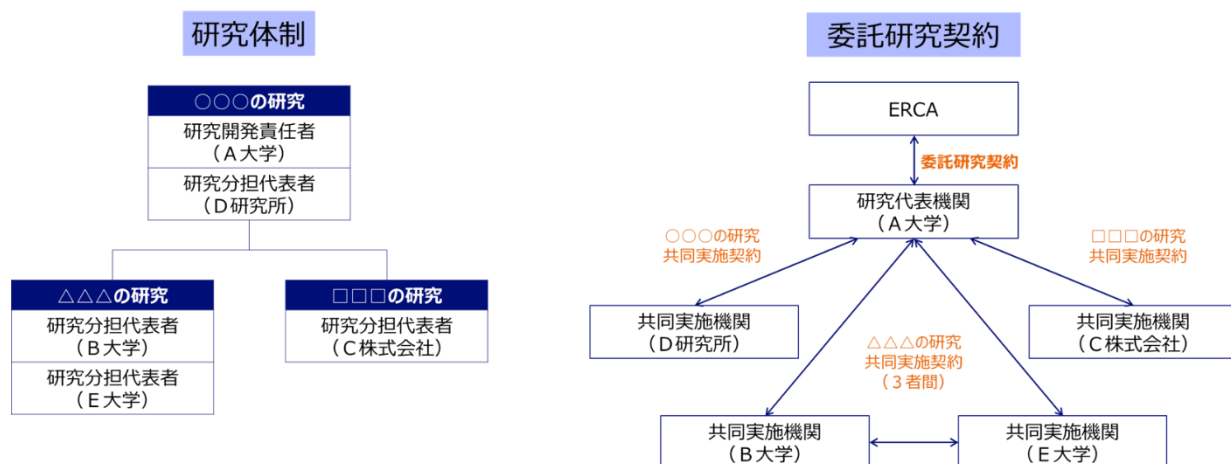 研究体制
○○○の研究
研究開発責任者
（A大学）
研究分担代表者
（D研究所）
△△△の研究
研究分担代表者
（B大学）
研究分担代表者
（E大学）
□□□の研究
研究分担代表者
（C株式会社）
委託研究契約
ERCA
委託研究契約
研究代表機関
（A大学）
○○○の研究
共同実施契約
□□□の研究
共同実施契約
共同実施機関
（D研究所）
△△△の研究
共同実施契約
（３者間）
共同実施機関
（C株式会社）
共同実施機関
（B大学）
共同実施機関
（E大学）